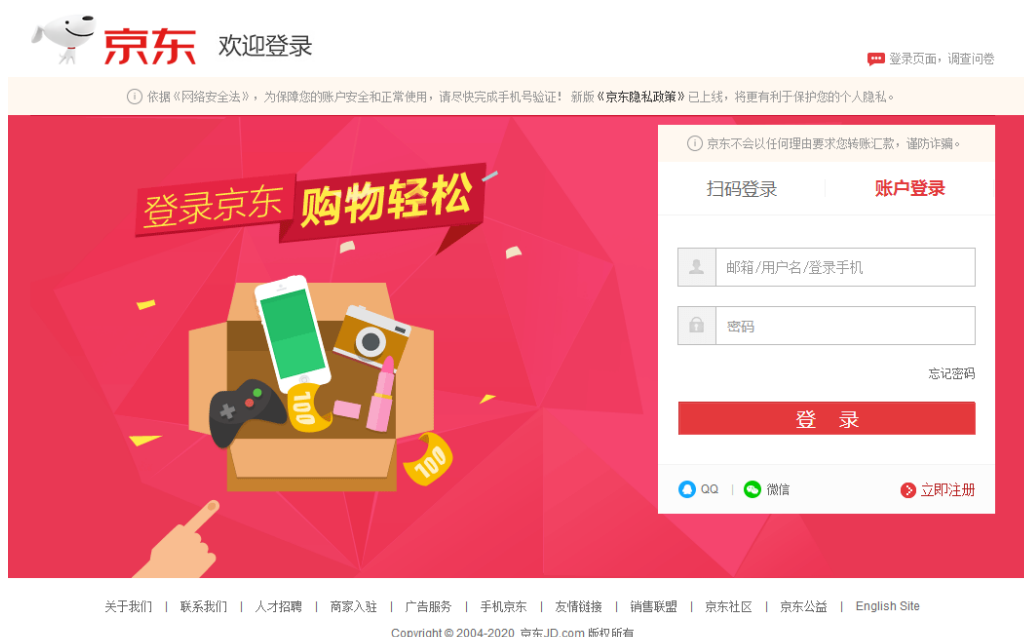 京东 欢迎登录
登录页面，调查问卷
依据《网络安全法》，为保障您的账户安全和正常使用，请尽快完成手机号验证！ 新版《京东隐私政策》已上线，将更有利于保护您的个人隐私。
京东不会以任何理由要求您转账汇款，谨防诈骗。
登录京东 购物轻松
扫码登录 账户登录
邮箱/用户名/登录手机
密码
忘记密码
登 录
100
100
QQ | 微信 立即注册
关于我们 | 联系我们 | 人才招聘 | 商家入驻 | 广告服务 | 手机京东 | 友情链接 | 销售联盟 | 京东社区 | 京东公益 | English Site
Copyright © 2004-2020 京东JD.com 版权所有